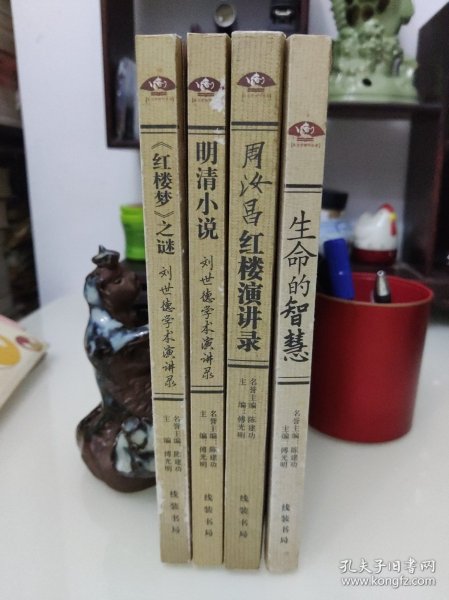 《红楼梦》之谜
刘世德学术演讲录
名誉主编 陈建功
主 编 傅光明
线装书局
明清小说
刘世德学术演讲录
名誉主编 陈建功
主 编 傅光明
线装书局
周汝昌
红楼演讲录
名誉主编 陈建功
主 编 傅光明
线装书局
生命的智慧
名誉主编 陈建功
主编 傅光明
线装书局
孔夫子旧书网
www.kongfz.com